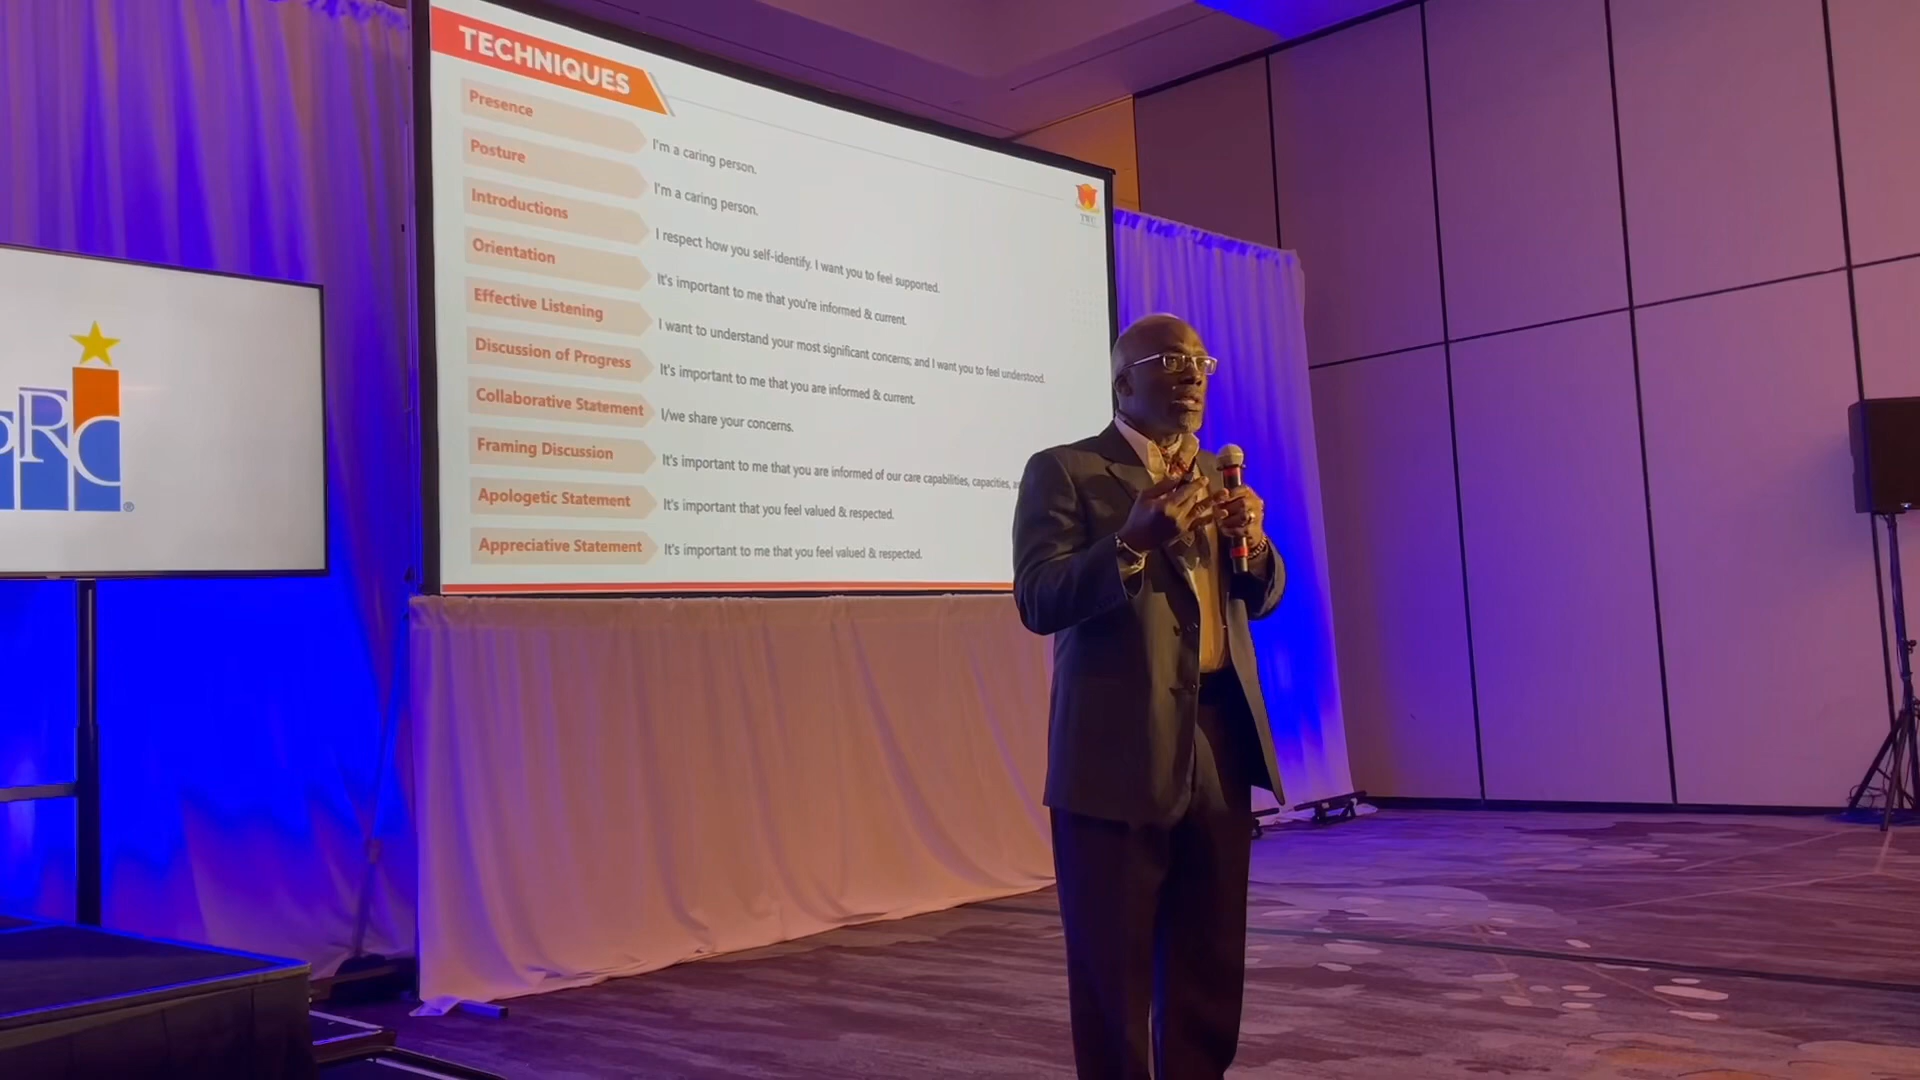 TECHNIQUES
Presence
I'm a caring person.
Posture
I'm a caring person.
Introductions
I respect how you self-identify. I want you to feel supported.
Orientation
It's important to me that you're informed & current.
Effective Listening
I want to understand your most significant concerns; and I want you to feel understood.
Discussion of Progress
It's important to me that you are informed & current.
Collaborative Statement
I/we share your concerns.
Framing Discussion
It's important to me that you are informed of our care capabilities, capacities,
Apologetic Statement
It's important that you feel valued & respected.
Appreciative Statement
It's important to me that you feel valued & respected.
RC
®